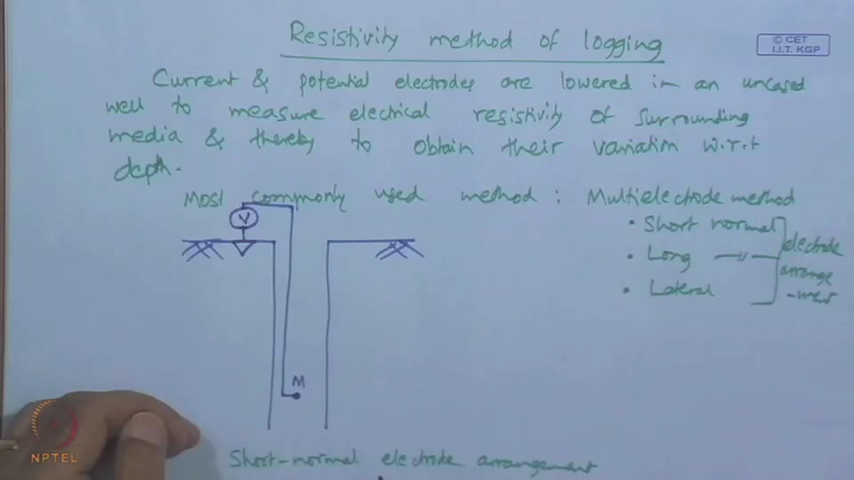 Resistivity method of logging
© CET
I.I.T. KGP
Current & potential electrodes are lowered in an uncased
well to measure electrical resistivity of surrounding
media & thereby to obtain their variation w.r.t
depth.
Most commonly used method : Multielectrode method
• Short normal
• Long —〃—
• Lateral
electrode
arrange
-ment
V
M
Short-normal electrode arrangement
NPTEL